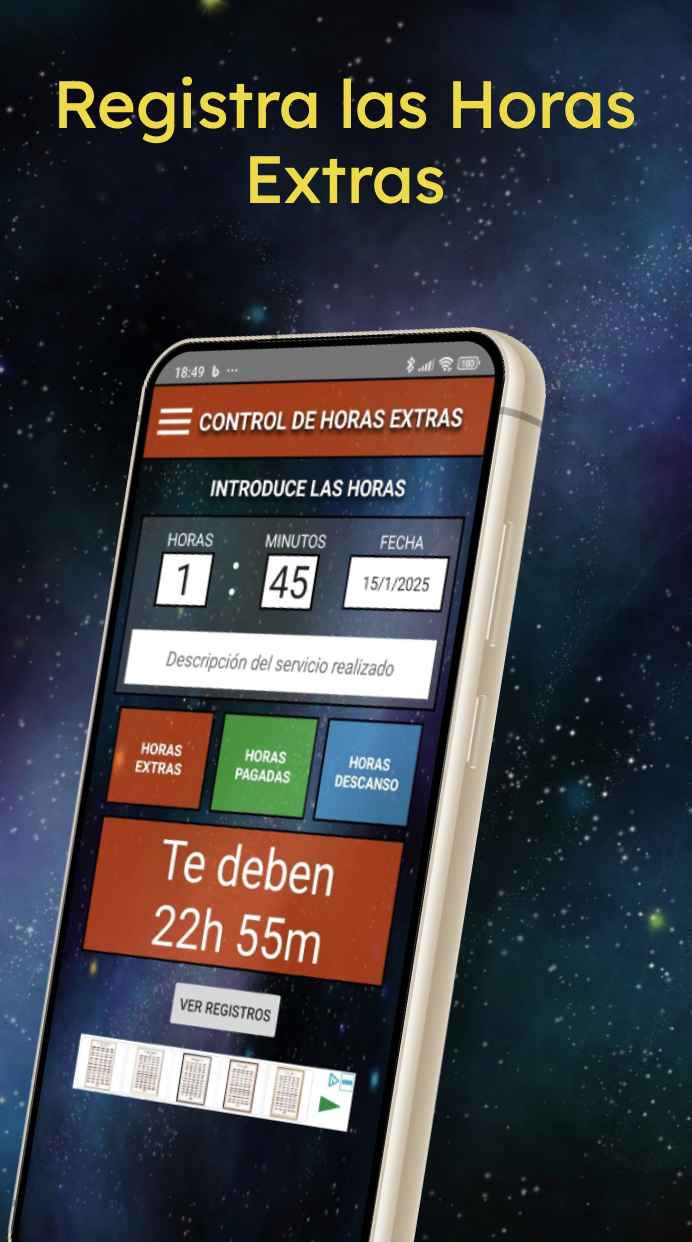 Registra las Horas
Extras
18:49
CONTROL DE HORAS EXTRAS
INTRODUCE LAS HORAS
HORAS MINUTOS FECHA
1 : 45 15/1/2025
Descripción del servicio realizado
HORAS
EXTRAS
HORAS
PAGADAS
HORAS
DESCANSO
Te deben
22h 55m
VER REGISTROS